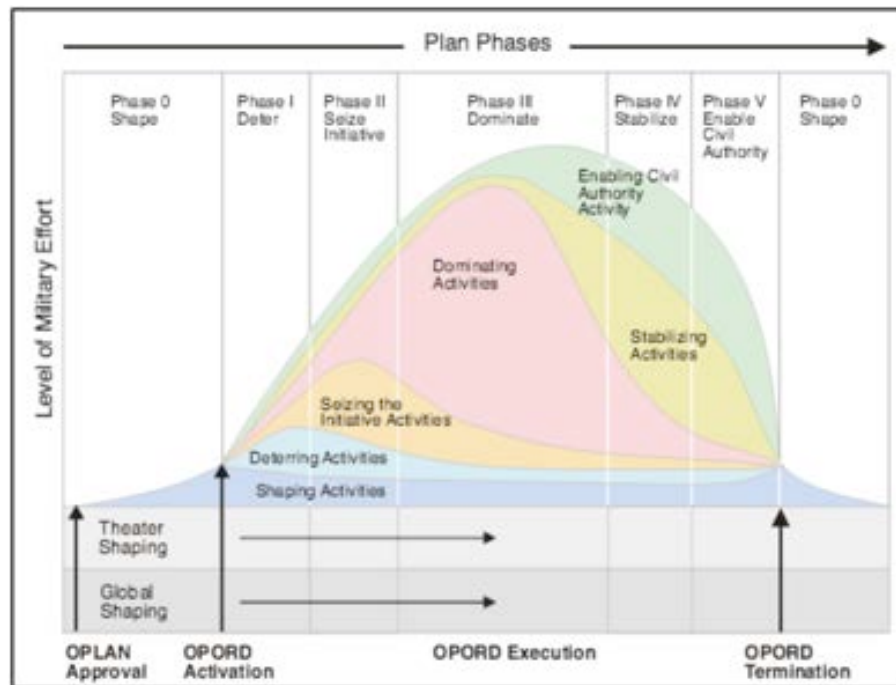 Plan Phases
Phase 0
Shape
Phase I
Deter
Phase II
Seize
Initiative
Phase III
Dominate
Phase IV
Stabilize
Phase V
Enable
Civil
Authority
Phase 0
Shape
Level of Military Effort
Enabling Civil
Authority
Activity
Dominating
Activities
Stabilizing
Activities
Seizing the
Initiative Activities
Deterring Activities
Shaping Activities
Theater
Shaping
Global
Shaping
OPLAN
Approval
OPORD
Activation
OPORD Execution
OPORD
Termination